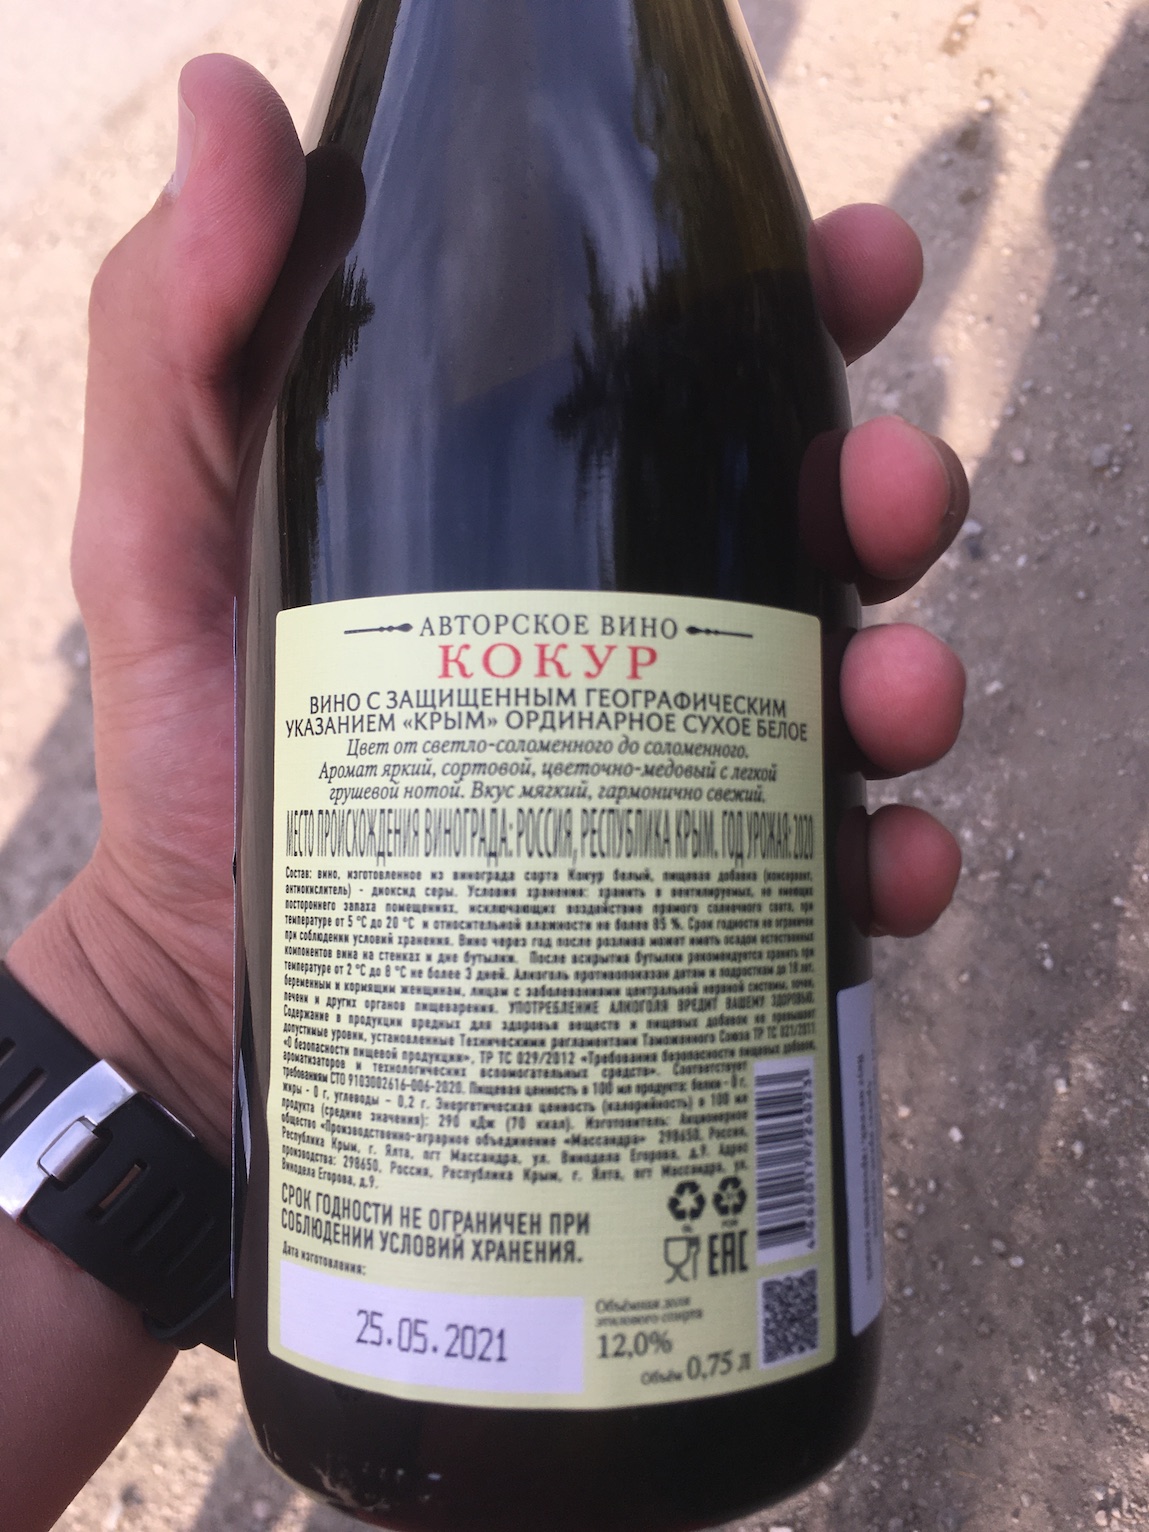 АВТОРСКОЕ ВИНО
КОКУР
ВИНО С ЗАЩИЩЕННЫМ ГЕОГРАФИЧЕСКИМ
УКАЗАНИЕМ «КРЫМ» ОРДИНАРНОЕ СУХОЕ БЕЛОЕ
Цвет от светло-соломенного до соломенного.
Аромат яркий, сортовой, цветочно-медовый с легкой
грушевой нотой. Вкус мягкий, гармонично свежий.
МЕСТО ПРОИСХОЖДЕНИЯ ВИНОГРАДА: РОССИЯ, РЕСПУБЛИКА КРЫМ. ГОД УРОЖАЯ: 2020
Состав: вино, изготовленное из винограда сорта Кокур белый, пищевая добавка (консервант,
антиокислитель) - диоксид серы. Условия хранения: хранить в вентилируемых, не имеющих
постороннего запаха помещениях, исключающих воздействие прямого солнечного света, при
температуре от 5 °С до 20 °С и относительной влажности не более 85 %. Срок годности не ограничен
при соблюдении условий хранения. Вино через год после розлива может иметь осадок естественных
компонентов вина на стенках и дне бутылки. После вскрытия бутылки рекомендуется хранить при
температуре от 2 °С до 8 °С не более 3 дней. Алкоголь противопоказан детям и подросткам до 18 лет,
беременным и кормящим женщинам, лицам с заболеваниями центральной нервной системы, почек,
печени и других органов пищеварения. УПОТРЕБЛЕНИЕ АЛКОГОЛЯ ВРЕДИТ ВАШЕМУ ЗДОРОВЬЮ.
Содержание в продукции вредных для здоровья веществ и пищевых добавок не превышает
допустимые уровни, установленные Техническими регламентами Таможенного Союза ТР ТС 021/2011
«О безопасности пищевой продукции», ТР ТС 029/2012 «Требования безопасности пищевых добавок,
ароматизаторов и технологических вспомогательных средств». Соответствует
требованиям СТО 9103002616-006-2020. Пищевая ценность в 100 мл продукта: белки - 0 г,
жиры - 0 г, углеводы - 0,2 г. Энергетическая ценность (калорийность) в 100 мл
продукта (средние значения): 290 кДж (70 ккал). Изготовитель: Акционерное
общество «Производственно-аграрное объединение «Массандра» 298650, Россия,
Республика Крым, г. Ялта, пгт Массандра, ул. Винодела Егорова, д.9. Адрес
производства: 298650, Россия, Республика Крым, г. Ялта, пгт Массандра, ул.
Винодела Егорова, д.9.
СРОК ГОДНОСТИ НЕ ОГРАНИЧЕН ПРИ
СОБЛЮДЕНИИ УСЛОВИЙ ХРАНЕНИЯ.
EAC
Дата изготовления:
25.05.2021
Объёмная доля
этилового спирта
12,0%
Объём 0,75 л